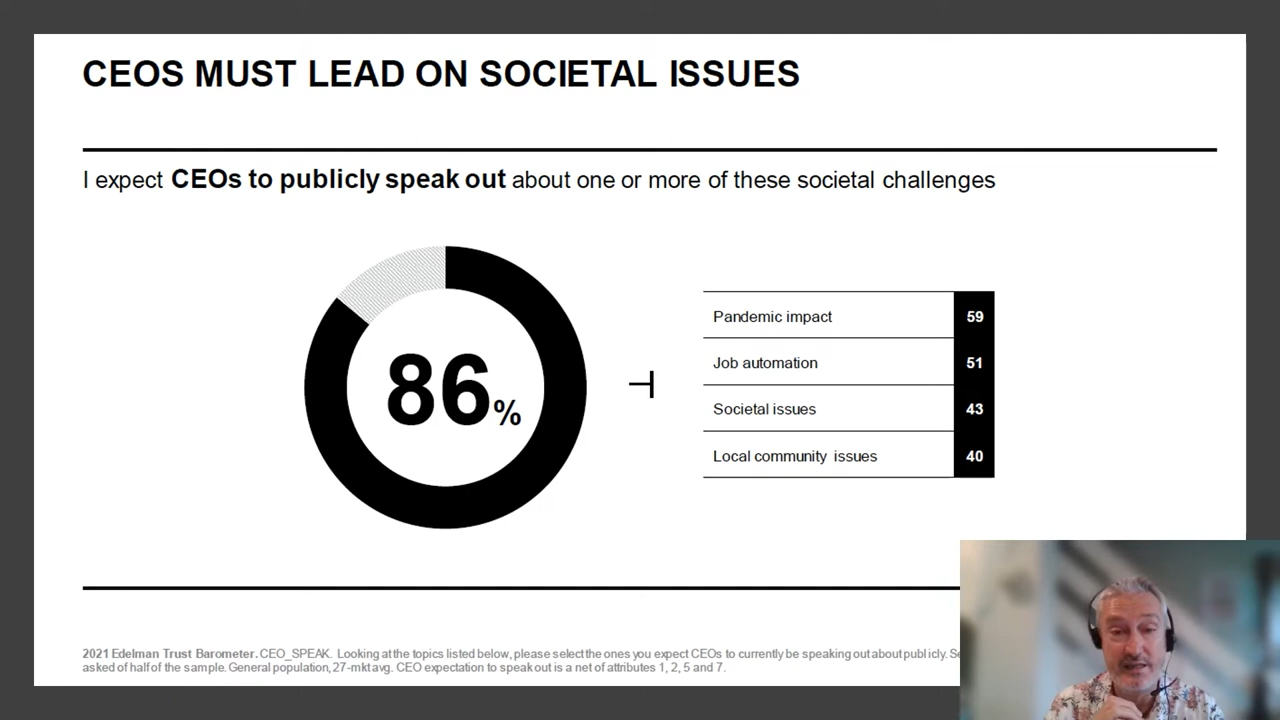 CEOS MUST LEAD ON SOCIETAL ISSUES
I expect CEOs to publicly speak out about one or more of these societal challenges
86%
Pandemic impact 59
Job automation 51
Societal issues 43
Local community issues 40
2021 Edelman Trust Barometer. CEO_SPEAK. Looking at the topics listed below, please select the ones you expect CEOs to currently be speaking out about publicly.
asked of half of the sample. General population, 27-mkt avg. CEO expectation to speak out is a net of attributes 1, 2, 5 and 7.